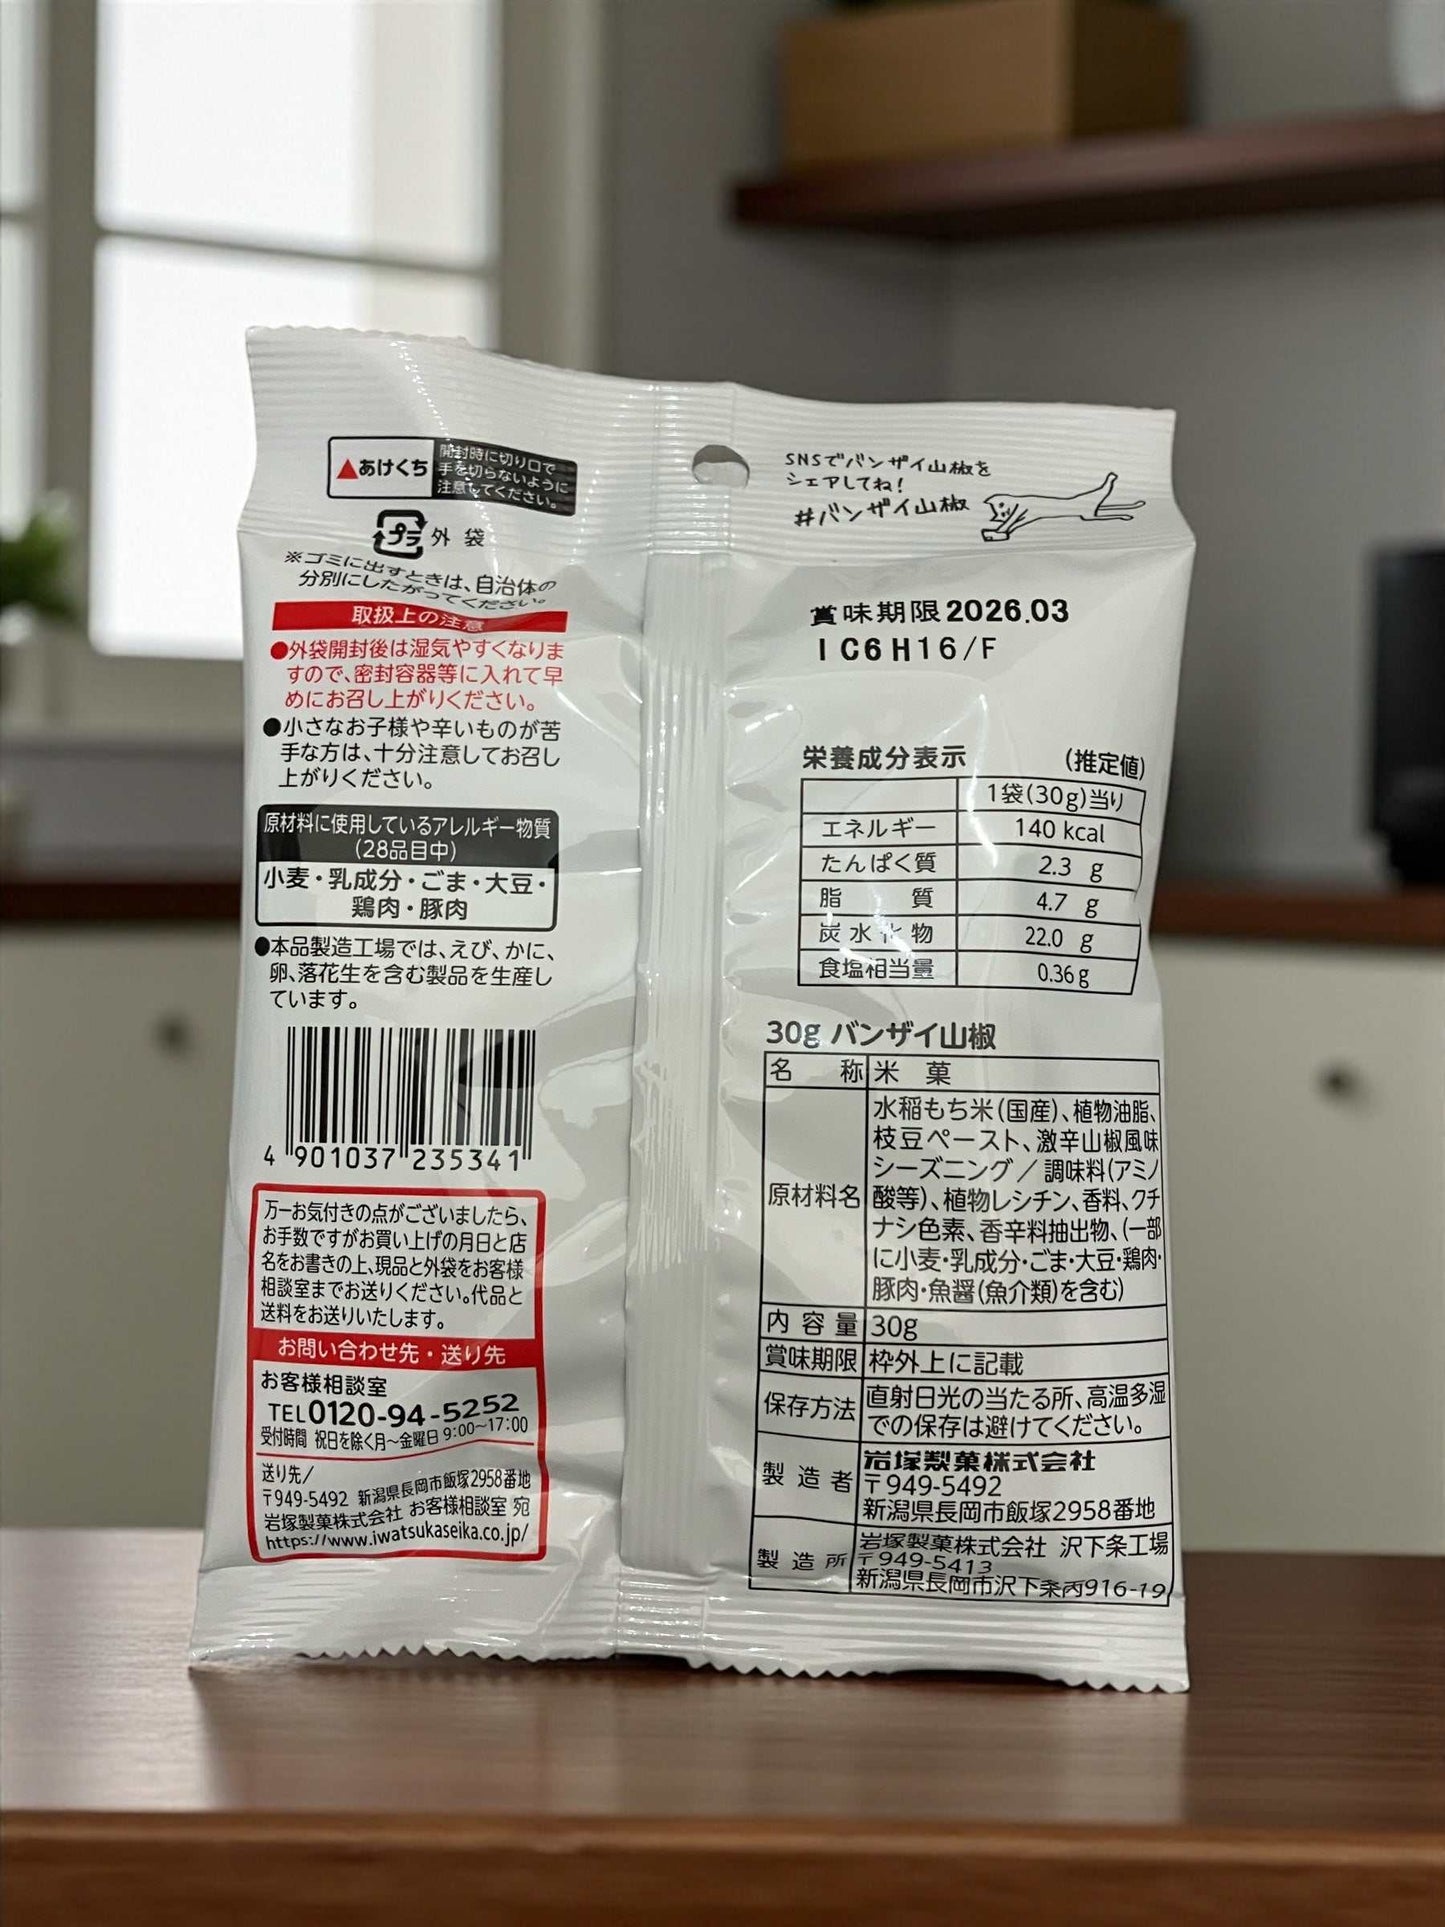 ▲あけくち
開封時に切り口で
手を切らないように
注意してください。
プラ 外袋
※ゴミに出すときは、自治体の
分別にしたがってください。
取扱上の注意
●外袋開封後は湿気やすくなりま
すので、密封容器等に入れて早
めにお召し上がりください。
●小さなお子様や辛いものが苦
手な方は、十分注意してお召し
上がりください。
原材料に使用しているアレルギー物質
(28品目中)
小麦・乳成分・ごま・大豆・
鶏肉・豚肉
●本品製造工場では、えび、かに、
卵、落花生を含む製品を生産し
ています。
4 901037 235341
万一お気付きの点がございましたら、
お手数ですがお買い上げの月日と店
名をお書きの上、現品と外袋をお客様
相談室までお送りください。代品と
送料をお送りいたします。
お問い合わせ先・送り先
お客様相談室
TEL0120-94-5252
受付時間 祝日を除く月〜金曜日 9:00〜17:00
送り先/
〒949-5492 新潟県長岡市飯塚2958番地
岩塚製菓株式会社 お客様相談室 宛
https://www.iwatsukaseika.co.jp/
SNSでバンザイ山椒を
シェアしてね!
#バンザイ山椒
賞味期限2026.03
IC6H16/F
栄養成分表示 (推定値)
1袋(30g)当り
エネルギー 140 kcal
たんぱく質 2.3 g
脂質 4.7 g
炭水化物 22.0 g
食塩相当量 0.36g
30g バンザイ山椒
名称 米菓
原材料名 水稲もち米(国産)、植物油脂、
枝豆ペースト、激辛山椒風味
シーズニング/調味料(アミノ
酸等)、植物レシチン、香料、クチ
ナシ色素、香辛料抽出物、(一部
に小麦・乳成分・ごま・大豆・鶏肉・
豚肉・魚醤(魚介類)を含む)
内容量 30g
賞味期限 枠外上に記載
保存方法 直射日光の当たる所、高温多湿
での保存は避けてください。
製造者 岩塚製菓株式会社
〒949-5492
新潟県長岡市飯塚2958番地
製造所 岩塚製菓株式会社 沢下条工場
〒949-5413
新潟県長岡市沢下条丙916-19